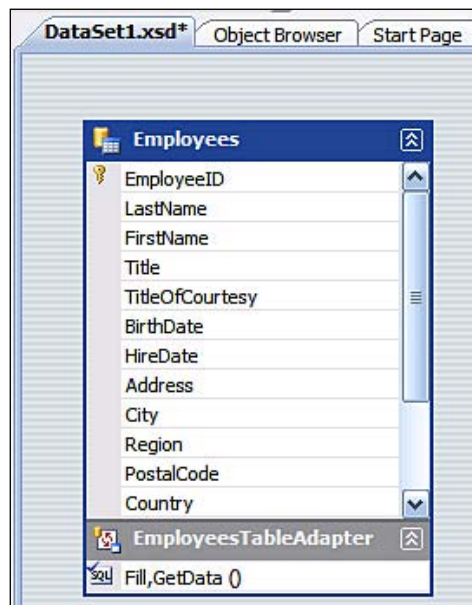 DataSet1.xsd* Object Browser Start Page
Employees
EmployeeID
LastName
FirstName
Title
TitleOfCourtesy
BirthDate
HireDate
Address
City
Region
PostalCode
Country
EmployeesTableAdapter
SQL Fill,GetData ()